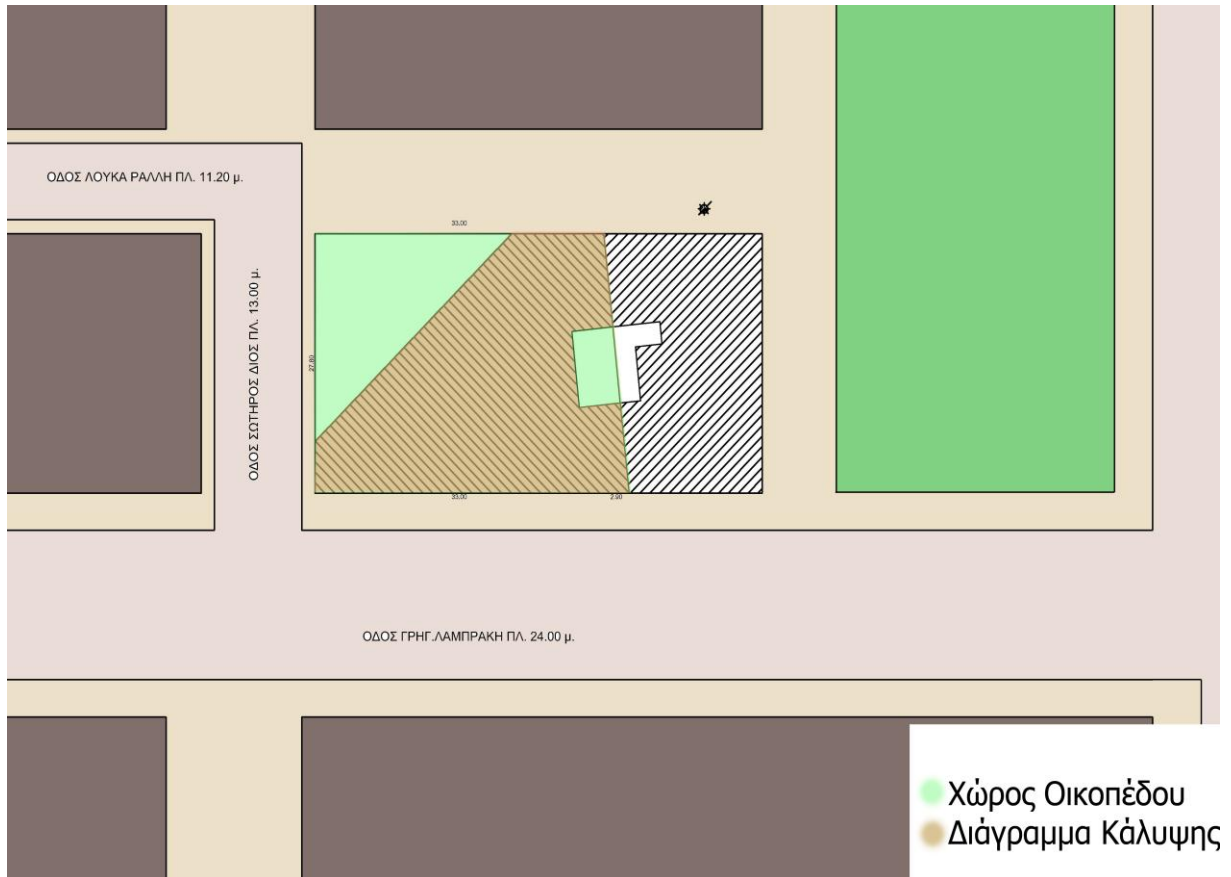 ΟΔΟΣ ΛΟΥΚΑ ΡΑΛΛΗ ΠΛ. 11.20 μ.
33.00
ΟΔΟΣ ΣΩΤΗΡΟΣ ΔΙΟΣ ΠΛ. 13.00 μ.
27.80
33.00
2.90
ΟΔΟΣ ΓΡΗΓ.ΛΑΜΠΡΑΚΗ ΠΛ. 24.00 μ.
Χώρος Οικοπέδου
Διάγραμμα Κάλυψης